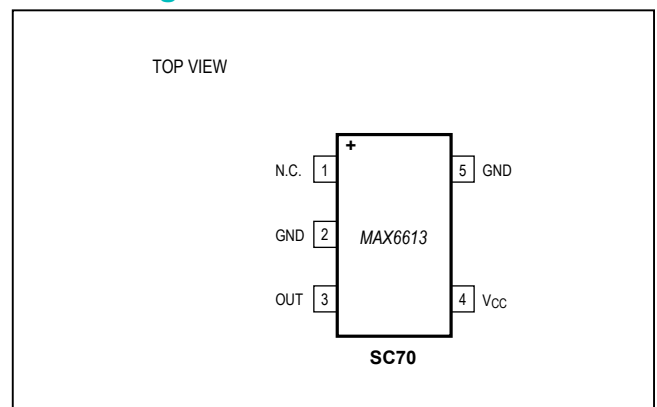 TOP VIEW
+
N.C. 1
5 GND
GND 2
MAX6613
OUT 3
4 VCC
SC70